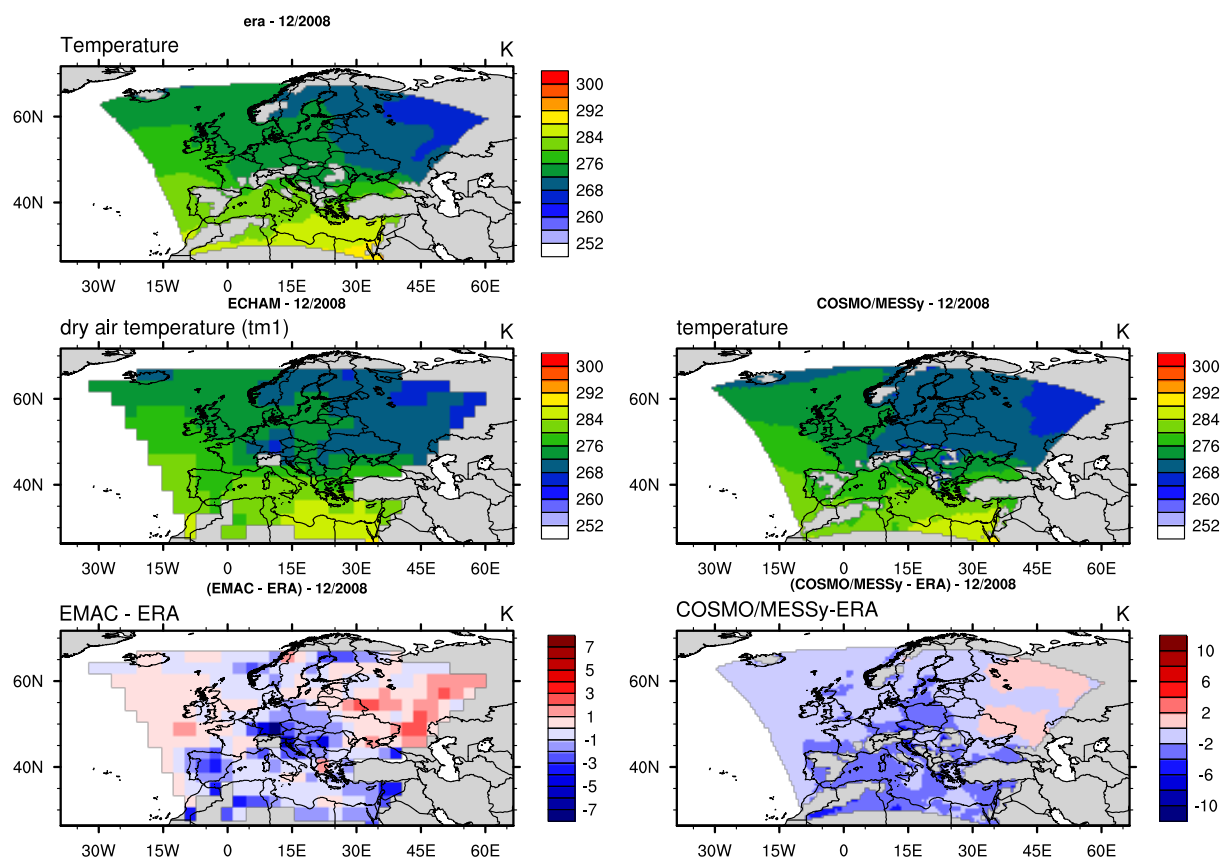 era - 12/2008
Temperature K
60N
40N
30W 15W 0 15E 30E 45E 60E
300
292
284
276
268
260
252
ECHAM - 12/2008
dry air temperature (tm1) K
60N
40N
30W 15W 0 15E 30E 45E 60E
300
292
284
276
268
260
252
COSMO/MESSy - 12/2008
temperature K
60N
40N
30W 15W 0 15E 30E 45E 60E
300
292
284
276
268
260
252
(EMAC - ERA) - 12/2008
EMAC - ERA K
60N
40N
30W 15W 0 15E 30E 45E 60E
7
5
3
1
-1
-3
-5
-7
(COSMO/MESSy - ERA) - 12/2008
COSMO/MESSy-ERA K
60N
40N
30W 15W 0 15E 30E 45E 60E
10
6
2
-2
-6
-10